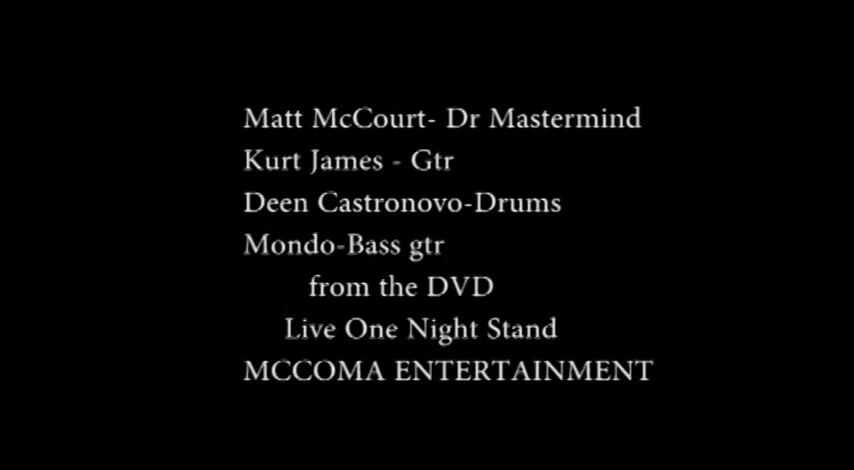 Matt McCourt- Dr Mastermind
Kurt James - Gtr
Deen Castronovo-Drums
Mondo-Bass gtr
from the DVD
Live One Night Stand
MCCOMA ENTERTAINMENT